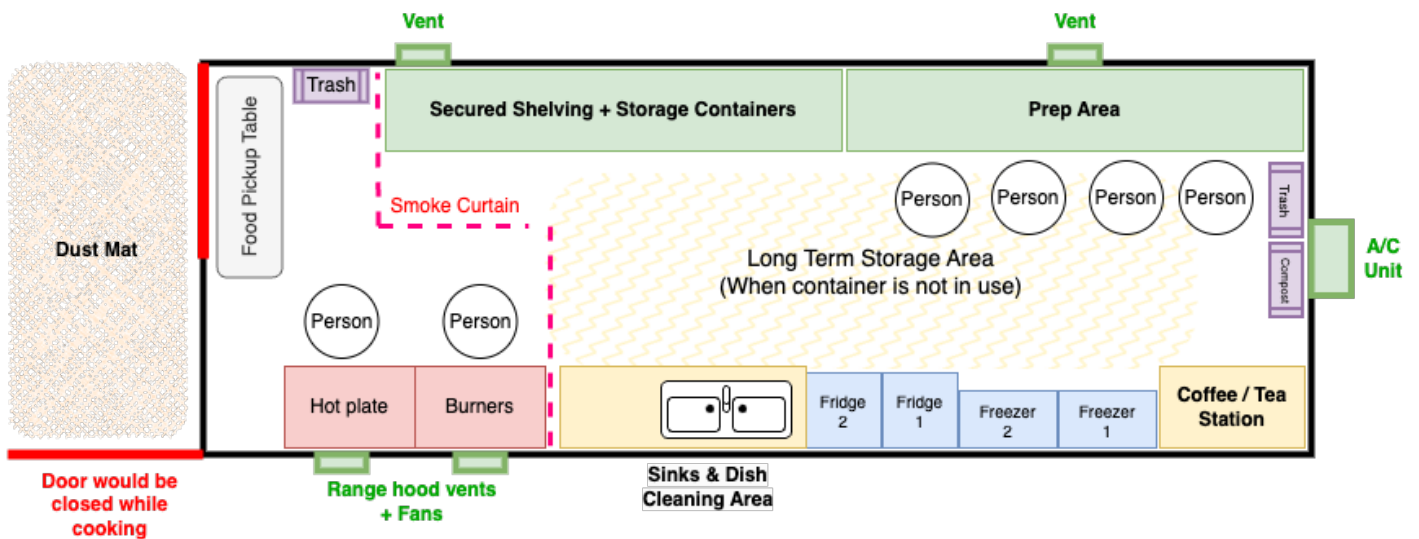 Vent
Vent
Trash
Food Pickup Table
Secured Shelving + Storage Containers
Prep Area
Person
Person
Person
Person
Trash
Smoke Curtain
Dust Mat
A/C
Unit
Long Term Storage Area
(When container is not in use)
Compost
Person
Person
Hot plate
Burners
Fridge
2
Fridge
1
Freezer
2
Freezer
1
Coffee / Tea
Station
Door would be
closed while
cooking
Range hood vents
+ Fans
Sinks & Dish
Cleaning Area